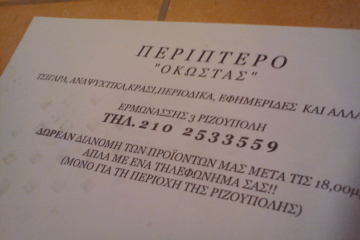 ΠΕΡΙΠΤΕΡΟ
"ΟΚΩΣΤΑΣ"
ΤΣΙΓΑΡΑ, ΑΝΑΨΥΚΤΙΚΑ, ΚΡΑΣΙ, ΠΕΡΙΟΔΙΚΑ, ΕΦΗΜΕΡΙΔΕΣ ΚΑΙ ΑΛΛΑ
ΕΡΜΩΝΑΣΣΗΣ 3 ΡΙΖΟΥΠΟΛΗ
ΤΗΛ. 210 2533559
ΔΩΡΕΑΝ ΔΙΑΝΟΜΗ ΤΩΝ ΠΡΟΪΟΝΤΩΝ ΜΑΣ ΜΕΤΑ ΤΙΣ 18,00μ
ΑΠΛΑ ΜΕ ΕΝΑ ΤΗΛΕΦΩΝΗΜΑ ΣΑΣ!!
(ΜΟΝΟ ΓΙΑ ΤΗ ΠΕΡΙΟΧΗ ΤΗΣ ΡΙΖΟΥΠΟΛΗΣ)